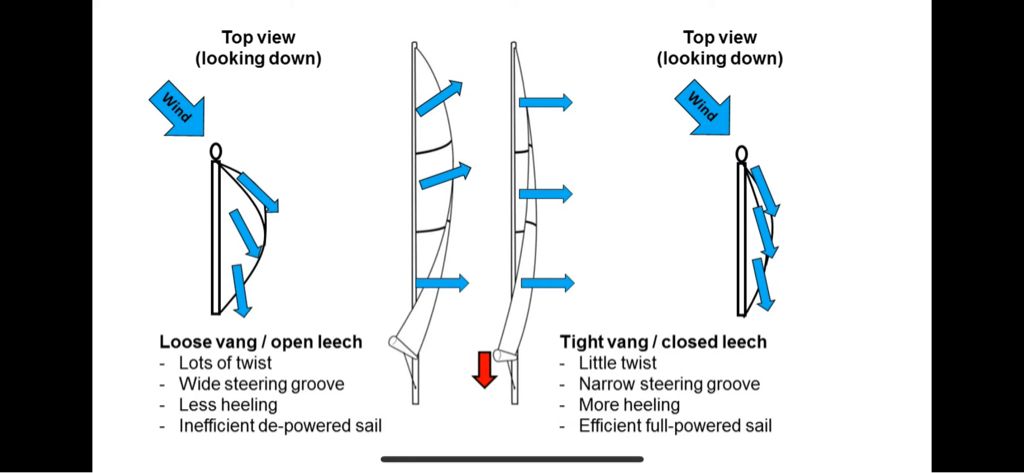 Top view
(looking down)
Wind
Loose vang / open leech
- Lots of twist
- Wide steering groove
- Less heeling
- Inefficient de-powered sail
Top view
(looking down)
Wind
Tight vang / closed leech
- Little twist
- Narrow steering groove
- More heeling
- Efficient full-powered sail